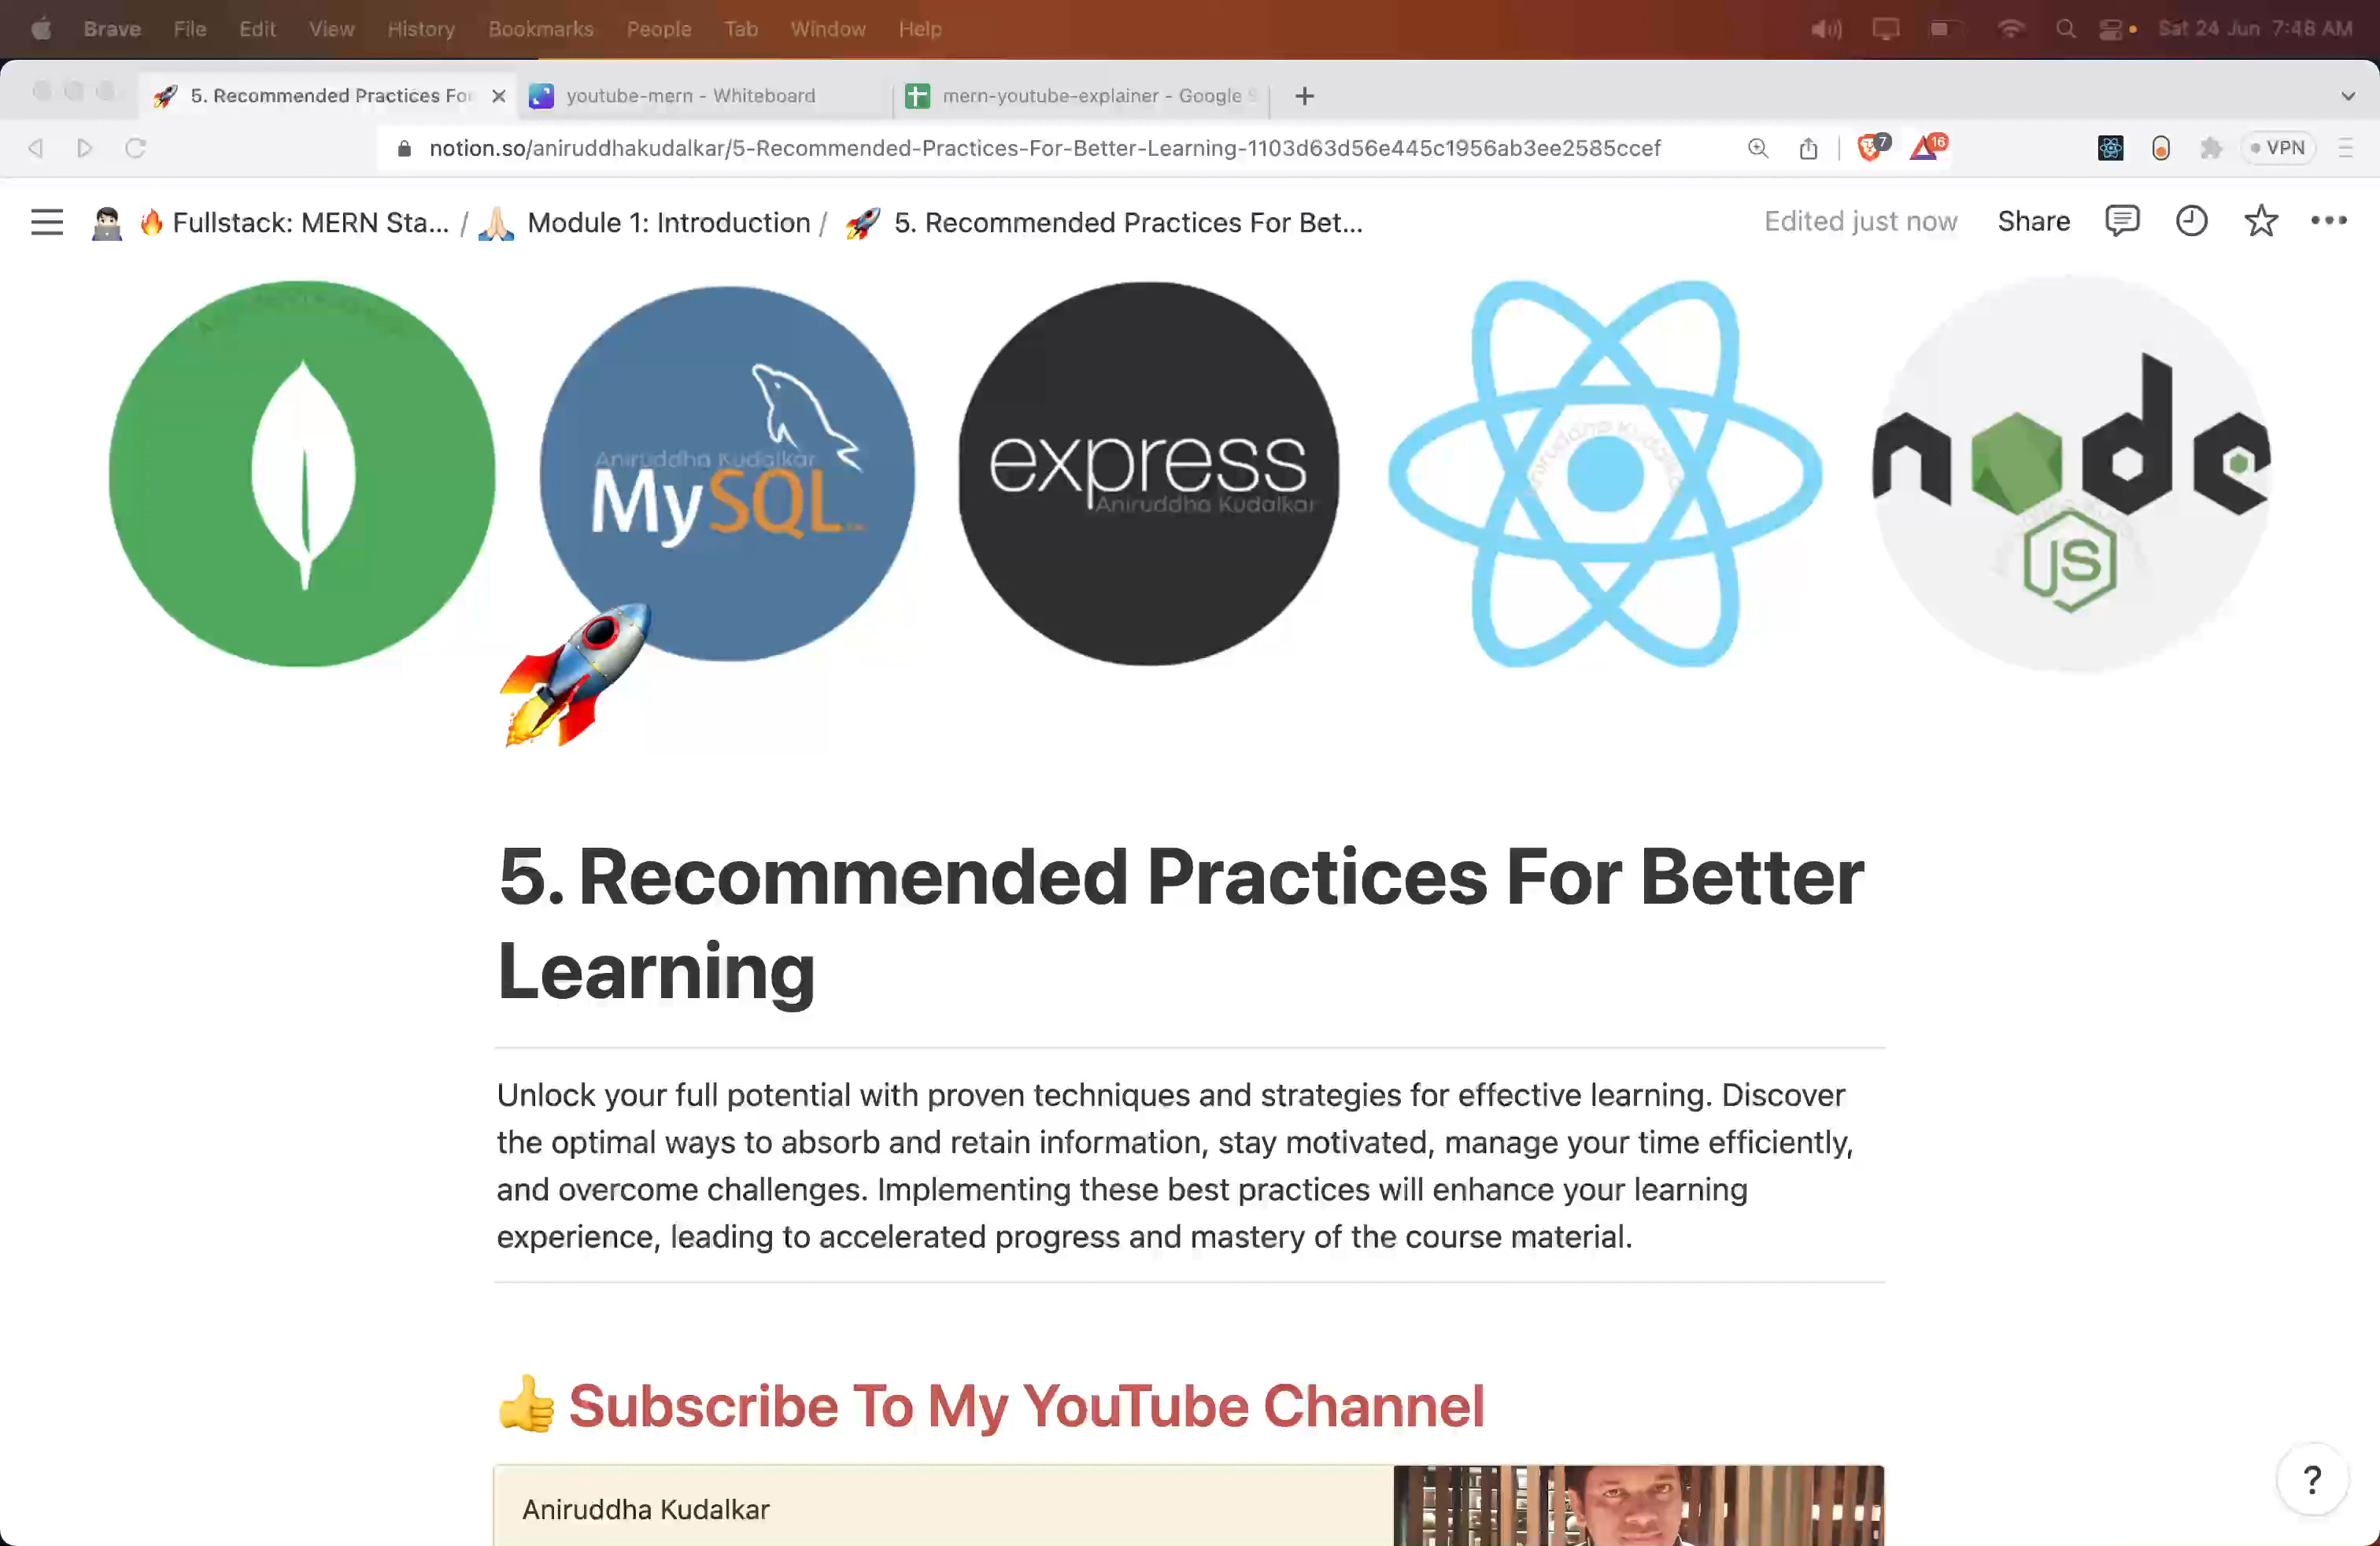 Brave File Edit View History Bookmarks People Tab Window Help Sat 24 Jun 7:48 AM
5. Recommended Practices For youtube-mern - Whiteboard mern-youtube-explainer - Google S
notion.so/aniruddhakudalkar/5-Recommended-Practices-For-Better-Learning-1103d63d56e445c1956ab3ee2585ccef 7 16 VPN
Fullstack: MERN Sta... / Module 1: Introduction / 5. Recommended Practices For Bet... Edited just now Share
Aniruddha Kudalkar
MySQL
express
Aniruddha Kudalkar
Aniruddha Kudalkar
node
JS
5. Recommended Practices For Better
Learning
Unlock your full potential with proven techniques and strategies for effective learning. Discover
the optimal ways to absorb and retain information, stay motivated, manage your time efficiently,
and overcome challenges. Implementing these best practices will enhance your learning
experience, leading to accelerated progress and mastery of the course material.
Subscribe To My YouTube Channel
Aniruddha Kudalkar
?